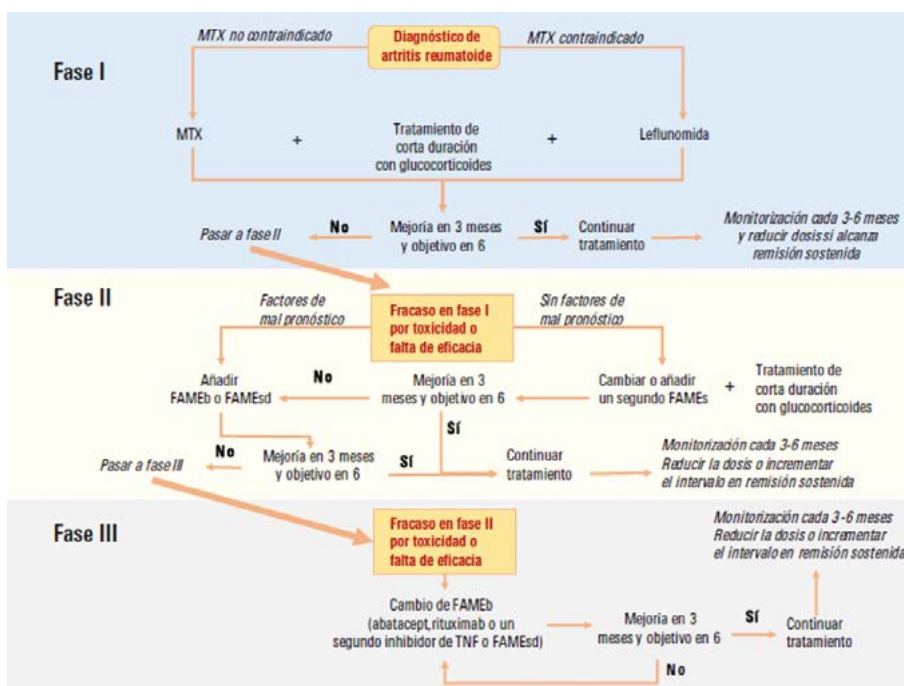 MTX no contraindicado
Diagnóstico de
artritis reumatoide
MTX contraindicado
Fase I
MTX
+
Tratamiento de
corta duración
con glucocorticoides
+
Leflunomida
Pasar a fase II
No
Mejoría en 3 meses
y objetivo en 6
Sí
Continuar
tratamiento
Monitorización cada 3-6 meses
y reducir dosis si alcanza
remisión sostenida
Fase II
Factores de
mal pronóstico
Fracaso en fase I
por toxicidad o
falta de eficacia
Sin factores de
mal pronóstico
Añadir
FAMEb o FAMEsd
No
Mejoría en 3
meses y objetivo en 6
Cambiar o añadir
un segundo FAMEs
+
Tratamiento de
corta duración
con glucocorticoides
Sí
Pasar a fase III
No
Mejoría en 3 meses
y objetivo en 6
Sí
Continuar
tratamiento
Monitorización cada 3-6 meses
Reducir la dosis o incrementar
el intervalo en remisión sostenida
Fase III
Fracaso en fase II
por toxicidad o
falta de eficacia
Monitorización cada 3-6 meses
Reducir la dosis o incrementar
el intervalo en remisión sostenida
Cambio de FAMEb
(abatacept,rituximab o un
segundo inhibidor de TNF o FAMEsd)
Mejoría en 3
meses y objetivo en 6
Sí
Continuar
tratamiento
No